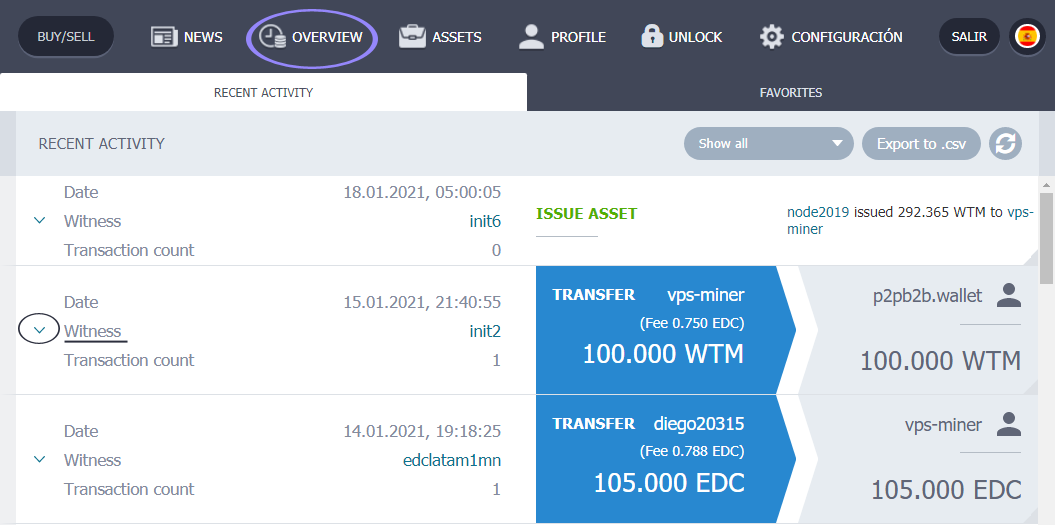 BUY/SELL
NEWS
OVERVIEW
ASSETS
PROFILE
UNLOCK
CONFIGURACIÓN
SALIR
RECENT ACTIVITY
FAVORITES
RECENT ACTIVITY
Show all
Export to .csv
Date 18.01.2021, 05:00:05
Witness init6
Transaction count 0
ISSUE ASSET
node2019 issued 292.365 WTM to vps-
miner
Date 15.01.2021, 21:40:55
Witness init2
Transaction count 1
TRANSFER vps-miner
(Fee 0.750 EDC)
100.000 WTM
p2pb2b.wallet
100.000 WTM
Date 14.01.2021, 19:18:25
Witness edclatam1mn
Transaction count 1
TRANSFER diego20315
(Fee 0.788 EDC)
105.000 EDC
vps-miner
105.000 EDC